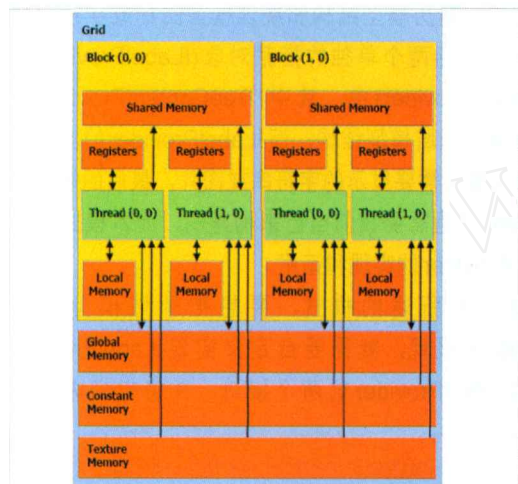 Grid
Block (0, 0)
Block (1, 0)
Shared Memory
Shared Memory
Registers
Registers
Registers
Registers
Thread (0, 0)
Thread (1, 0)
Thread (0, 0)
Thread (1, 0)
Local
Memory
Local
Memory
Local
Memory
Local
Memory
Global
Memory
Constant
Memory
Texture
Memory